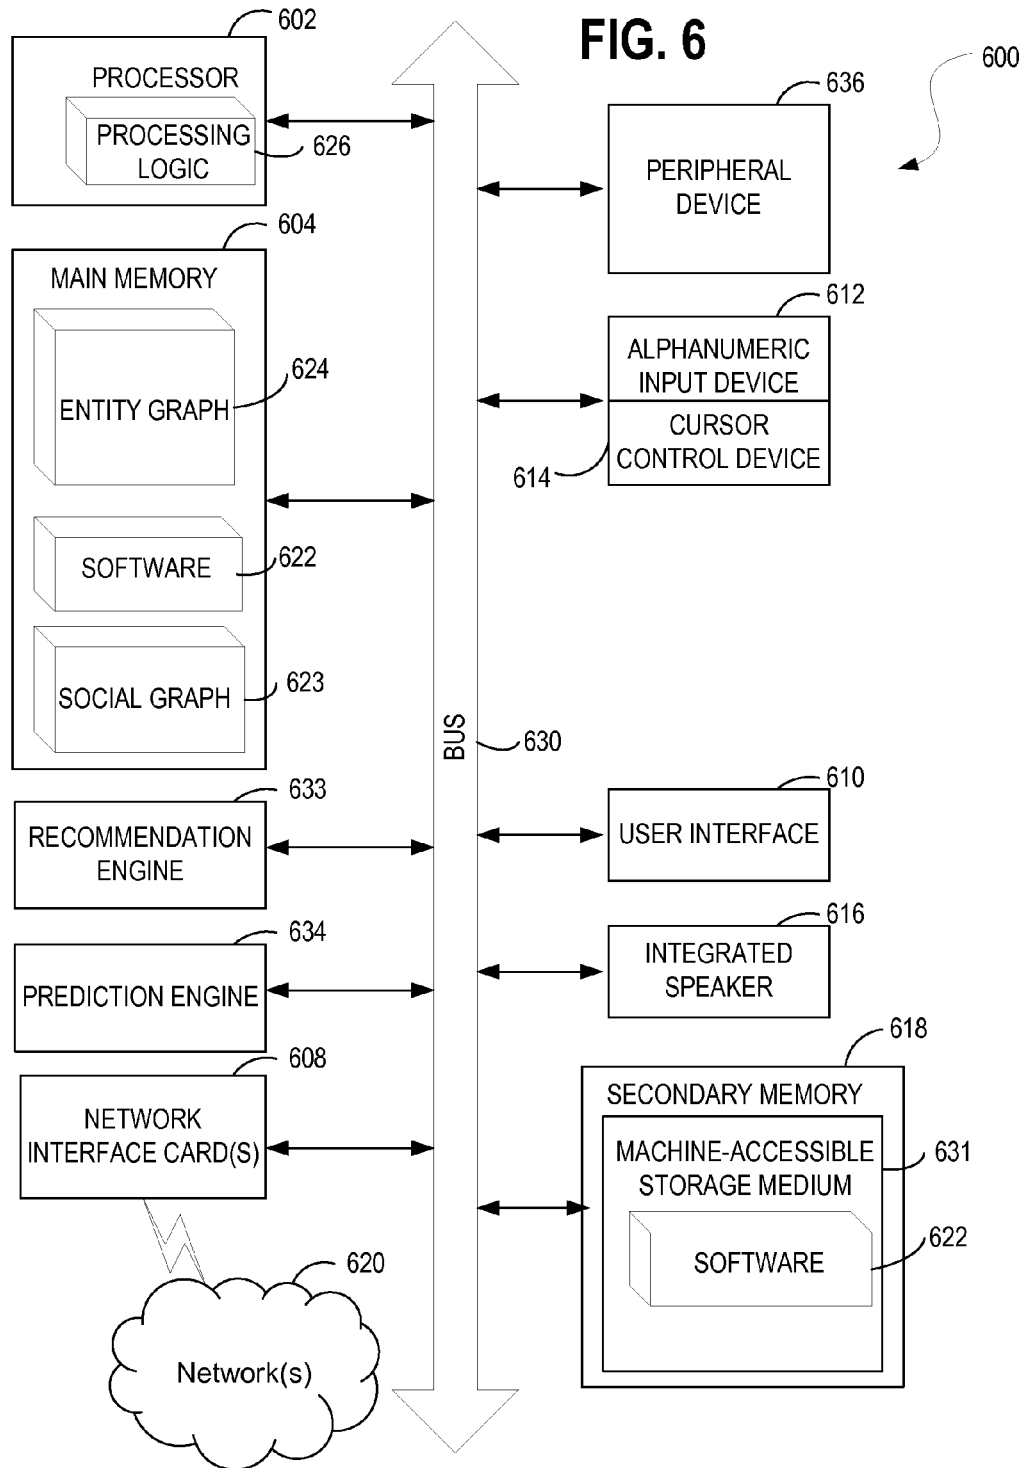 FIG. 6
600
602
PROCESSOR
PROCESSING
LOGIC
626
604
MAIN MEMORY
ENTITY GRAPH
624
SOFTWARE
622
SOCIAL GRAPH
623
633
RECOMMENDATION
ENGINE
634
PREDICTION ENGINE
608
NETWORK
INTERFACE CARD(S)
620
Network(s)
BUS
630
636
PERIPHERAL
DEVICE
612
ALPHANUMERIC
INPUT DEVICE
CURSOR
CONTROL DEVICE
614
610
USER INTERFACE
616
INTEGRATED
SPEAKER
618
SECONDARY MEMORY
MACHINE-ACCESSIBLE
STORAGE MEDIUM
631
SOFTWARE
622